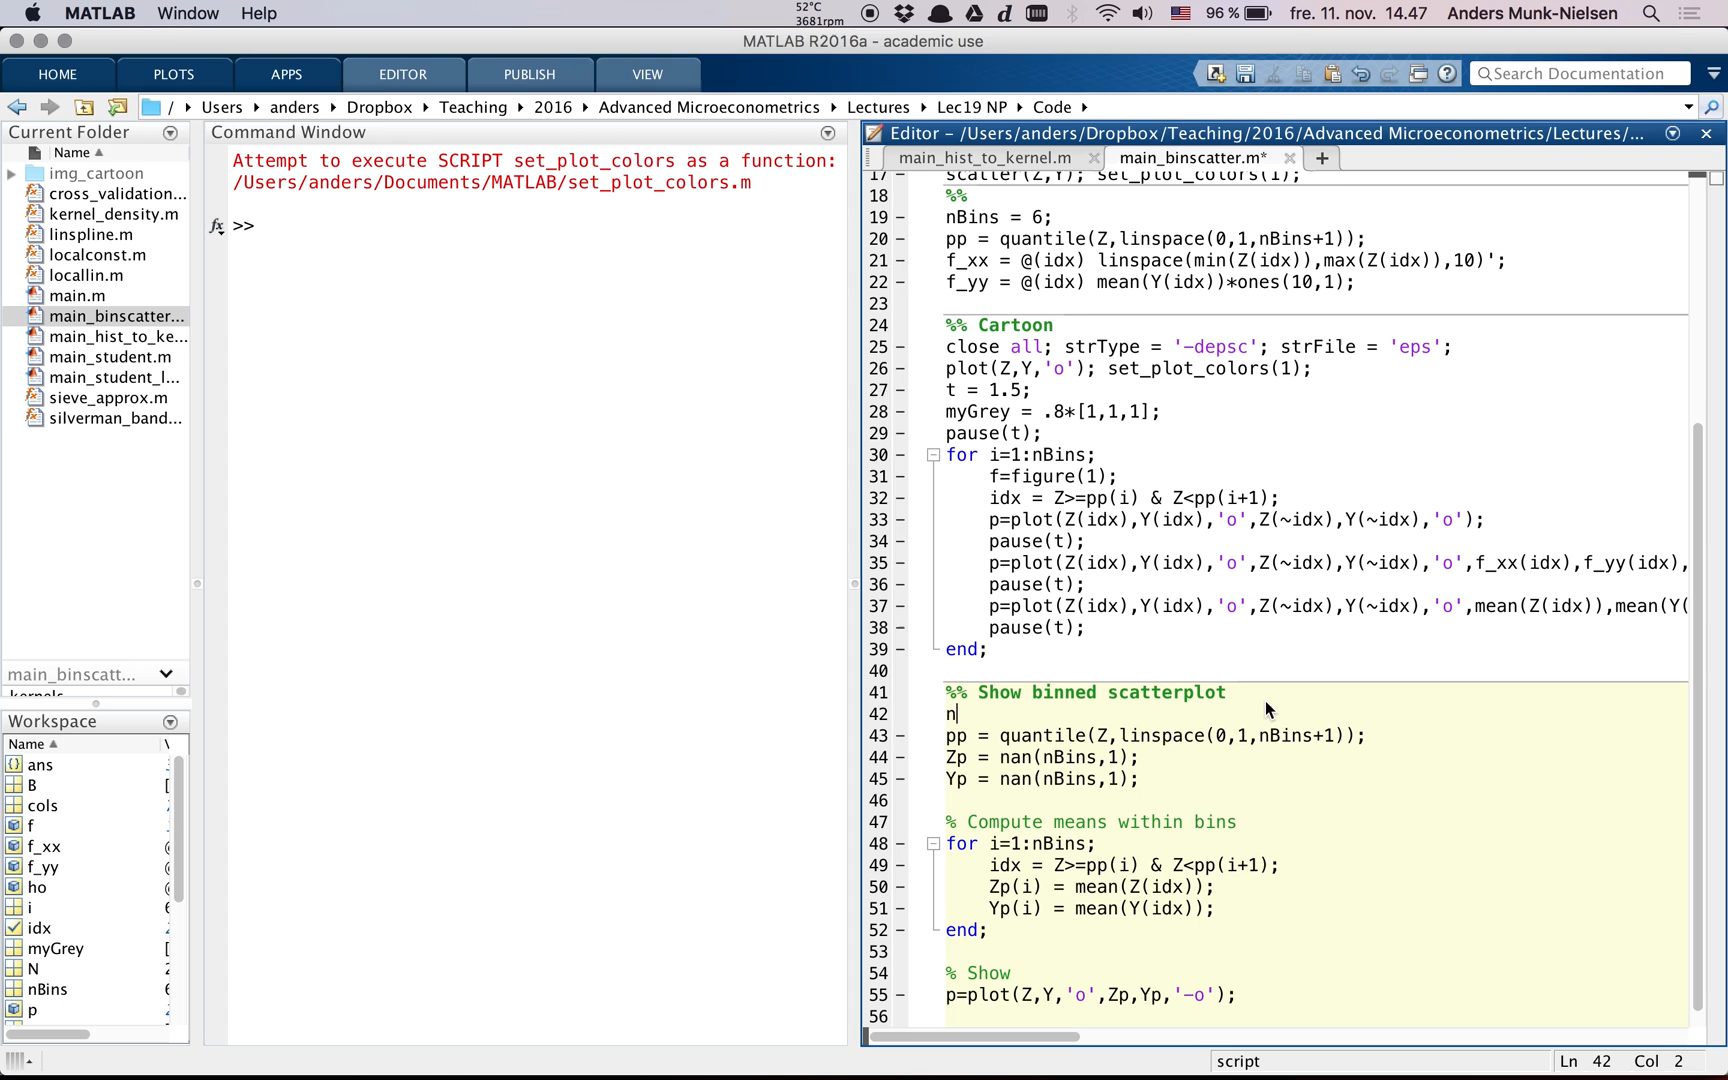 MATLAB Window Help
52°C
3681rpm
96 % fre. 11. nov. 14.47 Anders Munk-Nielsen
MATLAB R2016a - academic use
HOME PLOTS APPS EDITOR PUBLISH VIEW
Search Documentation
/ Users anders Dropbox Teaching 2016 Advanced Microeconometrics Lectures Lec19 NP Code
Current Folder
Name
img_cartoon
cross_validation...
kernel_density.m
linspline.m
localconst.m
locallin.m
main.m
main_binscatter...
main_hist_to_ke...
main_student.m
main_student_l...
sieve_approx.m
silverman_band...
main_binscatt...
Workspace
Name
ans
B
cols
f
f_xx
f_yy
ho
i
idx
myGrey
N
nBins
p
Command Window
Attempt to execute SCRIPT set_plot_colors as a function:
/Users/anders/Documents/MATLAB/set_plot_colors.m
fx >>
Editor - /Users/anders/Dropbox/Teaching/2016/Advanced Microeconometrics/Lectures/...
main_hist_to_kernel.m main_binscatter.m*
17 - scatter(Z,Y); set_plot_colors(1);
18 %%
19 - nBins = 6;
20 - pp = quantile(Z,linspace(0,1,nBins+1));
21 - f_xx = @(idx) linspace(min(Z(idx)),max(Z(idx)),10)';
22 - f_yy = @(idx) mean(Y(idx))*ones(10,1);
23
24 %% Cartoon
25 - close all; strType = '-depsc'; strFile = 'eps';
26 - plot(Z,Y,'o'); set_plot_colors(1);
27 - t = 1.5;
28 - myGrey = .8*[1,1,1];
29 - pause(t);
30 - for i=1:nBins;
31 - f=figure(1);
32 - idx = Z>=pp(i) & Z<pp(i+1);
33 - p=plot(Z(idx),Y(idx),'o',Z(~idx),Y(~idx),'o');
34 - pause(t);
35 - p=plot(Z(idx),Y(idx),'o',Z(~idx),Y(~idx),'o',f_xx(idx),f_yy(idx),
36 - pause(t);
37 - p=plot(Z(idx),Y(idx),'o',Z(~idx),Y(~idx),'o',mean(Z(idx)),mean(Y(
38 - pause(t);
39 - end;
40
41 %% Show binned scatterplot
42 - n
43 - pp = quantile(Z,linspace(0,1,nBins+1));
44 - Zp = nan(nBins,1);
45 - Yp = nan(nBins,1);
46
47 % Compute means within bins
48 - for i=1:nBins;
49 - idx = Z>=pp(i) & Z<pp(i+1);
50 - Zp(i) = mean(Z(idx));
51 - Yp(i) = mean(Y(idx));
52 - end;
53
54 % Show
55 - p=plot(Z,Y,'o',Zp,Yp,'-o');
56
script Ln 42 Col 2